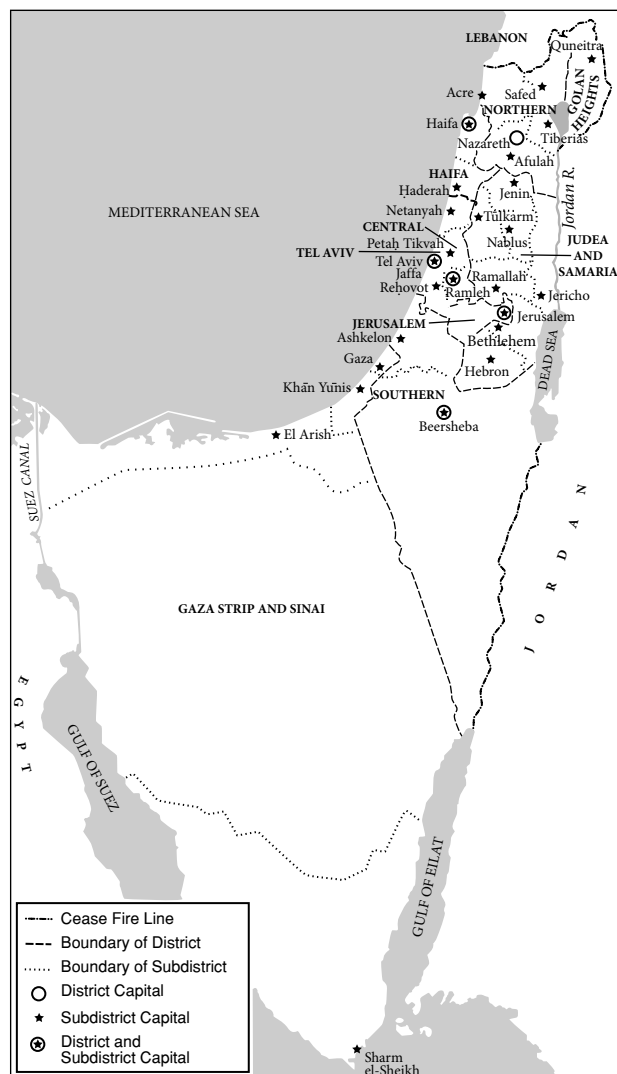 LEBANON
Quneitra
Acre
Safed
GOLAN
HEIGHTS
NORTHERN
Haifa
Tiberias
Nazareth
Afulah
HAIFA
Jenin
Jordan R.
Ḥaderah
MEDITERRANEAN SEA
Netanyah
Tulkarm
CENTRAL
Nablus
JUDEA
AND
SAMARIA
Petaḥ Tikvah
TEL AVIV
Tel Aviv
Jaffa
Ramallah
Reḥovot
Ramleh
Jericho
JERUSALEM
Jerusalem
Ashkelon
Bethlehem
DEAD SEA
Gaza
Hebron
Khān Yūnis
SOUTHERN
Beersheba
El Arish
SUEZ CANAL
JORDAN
GAZA STRIP AND SINAI
EGYPT
GULF OF SUEZ
GULF OF EILAT
Cease Fire Line
Boundary of District
Boundary of Subdistrict
District Capital
Subdistrict Capital
District and
Subdistrict Capital
Sharm
el-Sheikh